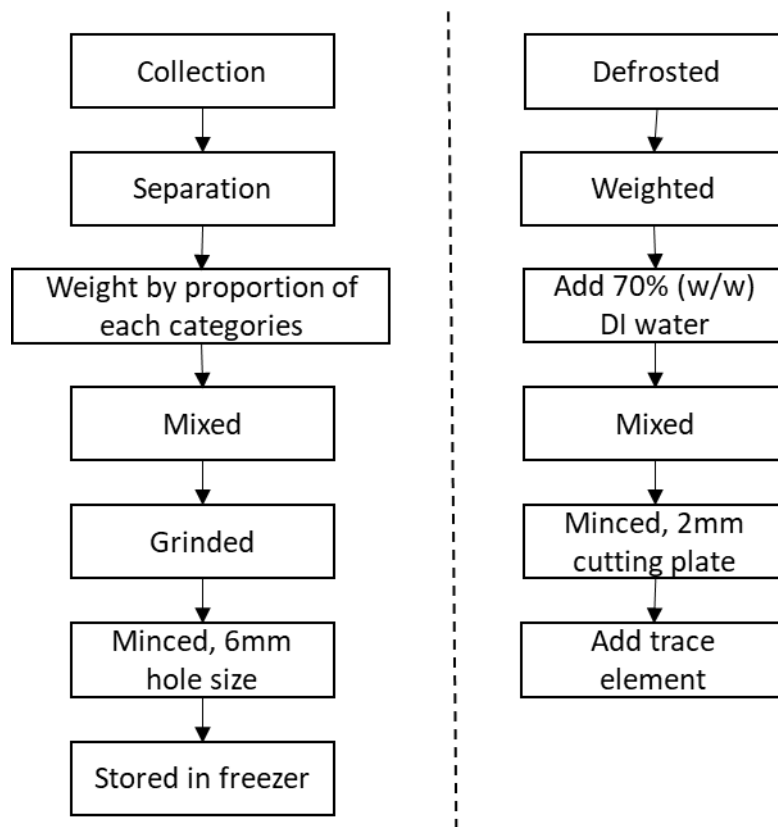 Collection
Separation
Weight by proportion of
each categories
Mixed
Grinded
Minced, 6mm
hole size
Stored in freezer
Defrosted
Weighted
Add 70% (w/w)
DI water
Mixed
Minced, 2mm
cutting plate
Add trace
element